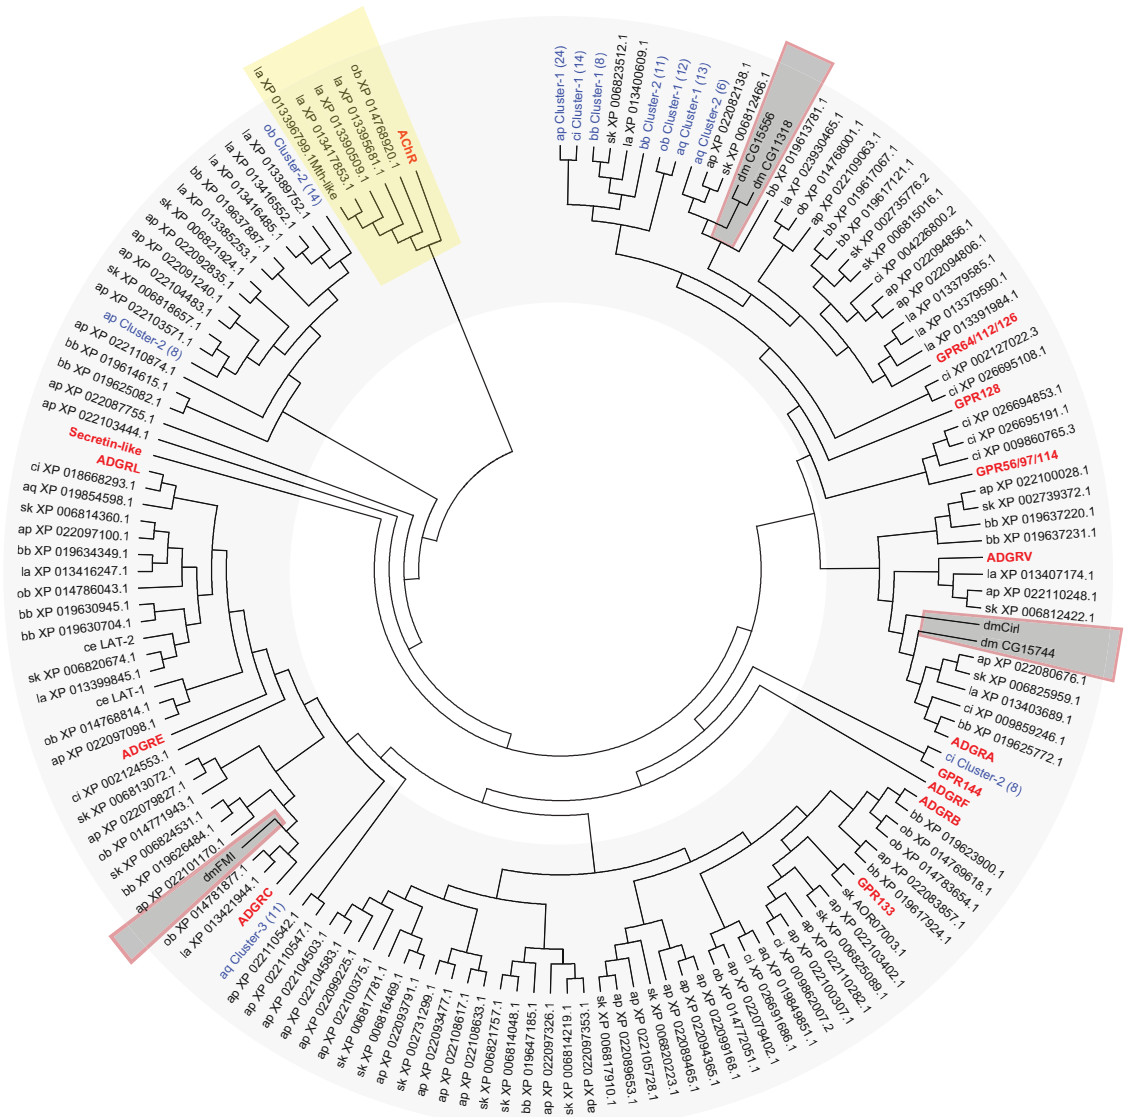 ap Cluster-1 (24)
ci Cluster-1 (14)
bb Cluster-1 (8)
sk XP 006823512.1
la XP 013400609.1
bb Cluster-2 (11)
ob Cluster-1 (12)
aq Cluster-1 (13)
aq Cluster-2 (6)
ap XP 022082138.1
sk XP 006812466.1
dm CG15556
dm CG11318
bb XP 019613781.1
la XP 023930465.1
ob XP 014768001.1
ap XP 022109063.1
bb XP 019617067.1
bb XP 019617121.1
sk XP 002735776.2
sk XP 006815016.1
ci XP 004226800.2
ap XP 022094856.1
ap XP 022094806.1
la XP 013379585.1
la XP 013379590.1
la XP 013391984.1
GPR64/112/126
ci XP 002127022.3
ci XP 026695108.1
GPR128
ci XP 026694853.1
ci XP 026695191.1
ci XP 009860765.3
GPR56/97/114
ap XP 022100028.1
sk XP 002739372.1
bb XP 019637220.1
bb XP 019637231.1
ADGRV
la XP 013407174.1
ap XP 022110248.1
sk XP 006812422.1
dmCirl
dm CG15744
ap XP 022080676.1
sk XP 006825959.1
la XP 013403689.1
ci XP 009859246.1
bb XP 019625772.1
ADGRA
ci Cluster-2 (8)
GPR144
ADGRF
ADGRB
bb XP 019623900.1
ob XP 014769618.1
ob XP 014783654.1
ap XP 022083857.1
bb XP 019617924.1
GPR133
sk AOR07003.1
ap XP 022103402.1
sk XP 006825089.1
ap XP 022110282.1
ap XP 022100307.1
ci XP 009862007.2
aq XP 019849851.1
ci XP 026691686.1
ap XP 022079402.1
ob XP 014772051.1
ap XP 022099168.1
ap XP 022094365.1
ap XP 022089465.1
sk XP 006820223.1
ap XP 022105728.1
ap XP 022089653.1
sk XP 006817910.1
ap XP 022097353.1
sk XP 006814219.1
ap XP 022097326.1
bb XP 019647185.1
sk XP 006814048.1
sk XP 006821757.1
ap XP 022108633.1
ap XP 022108617.1
ap XP 022093477.1
sk XP 002731299.1
ap XP 022093791.1
sk XP 006816469.1
sk XP 006817781.1
ap XP 022100375.1
ap XP 022099225.1
ap XP 022104583.1
ap XP 022104503.1
ap XP 022110547.1
ap XP 022110542.1
aq Cluster-3 (11)
ADGRC
la XP 013421944.1
ob XP 014781877.1
dmFMI
ap XP 022101170.1
bb XP 019626484.1
sk XP 006824531.1
ob XP 014771943.1
ap XP 022079827.1
sk XP 006813072.1
ci XP 002124553.1
ADGRE
ap XP 022097098.1
ob XP 014768814.1
ce LAT-1
la XP 013399845.1
sk XP 006820674.1
ce LAT-2
bb XP 019630704.1
bb XP 019630945.1
ob XP 014786043.1
la XP 013416247.1
bb XP 019634349.1
ap XP 022097100.1
sk XP 006814360.1
aq XP 019854598.1
ci XP 018668293.1
ADGRL
Secretin-like
ap XP 022103444.1
ap XP 022087755.1
bb XP 019625082.1
bb XP 019614615.1
ap XP 022110874.1
ap Cluster-2 (8)
ap XP 022103571.1
sk XP 006818657.1
ap XP 022104483.1
ap XP 022091240.1
ap XP 022092835.1
sk XP 006821924.1
la XP 013385253.1
bb XP 019637887.1
la XP 013416485.1
la XP 013416552.1
la XP 013389752.1
ob Cluster-2 (14)
la XP 013396799.1Mth-like
la XP 013417853.1
la XP 013390509.1
la XP 013395681.1
ob XP 014768920.1
AChR